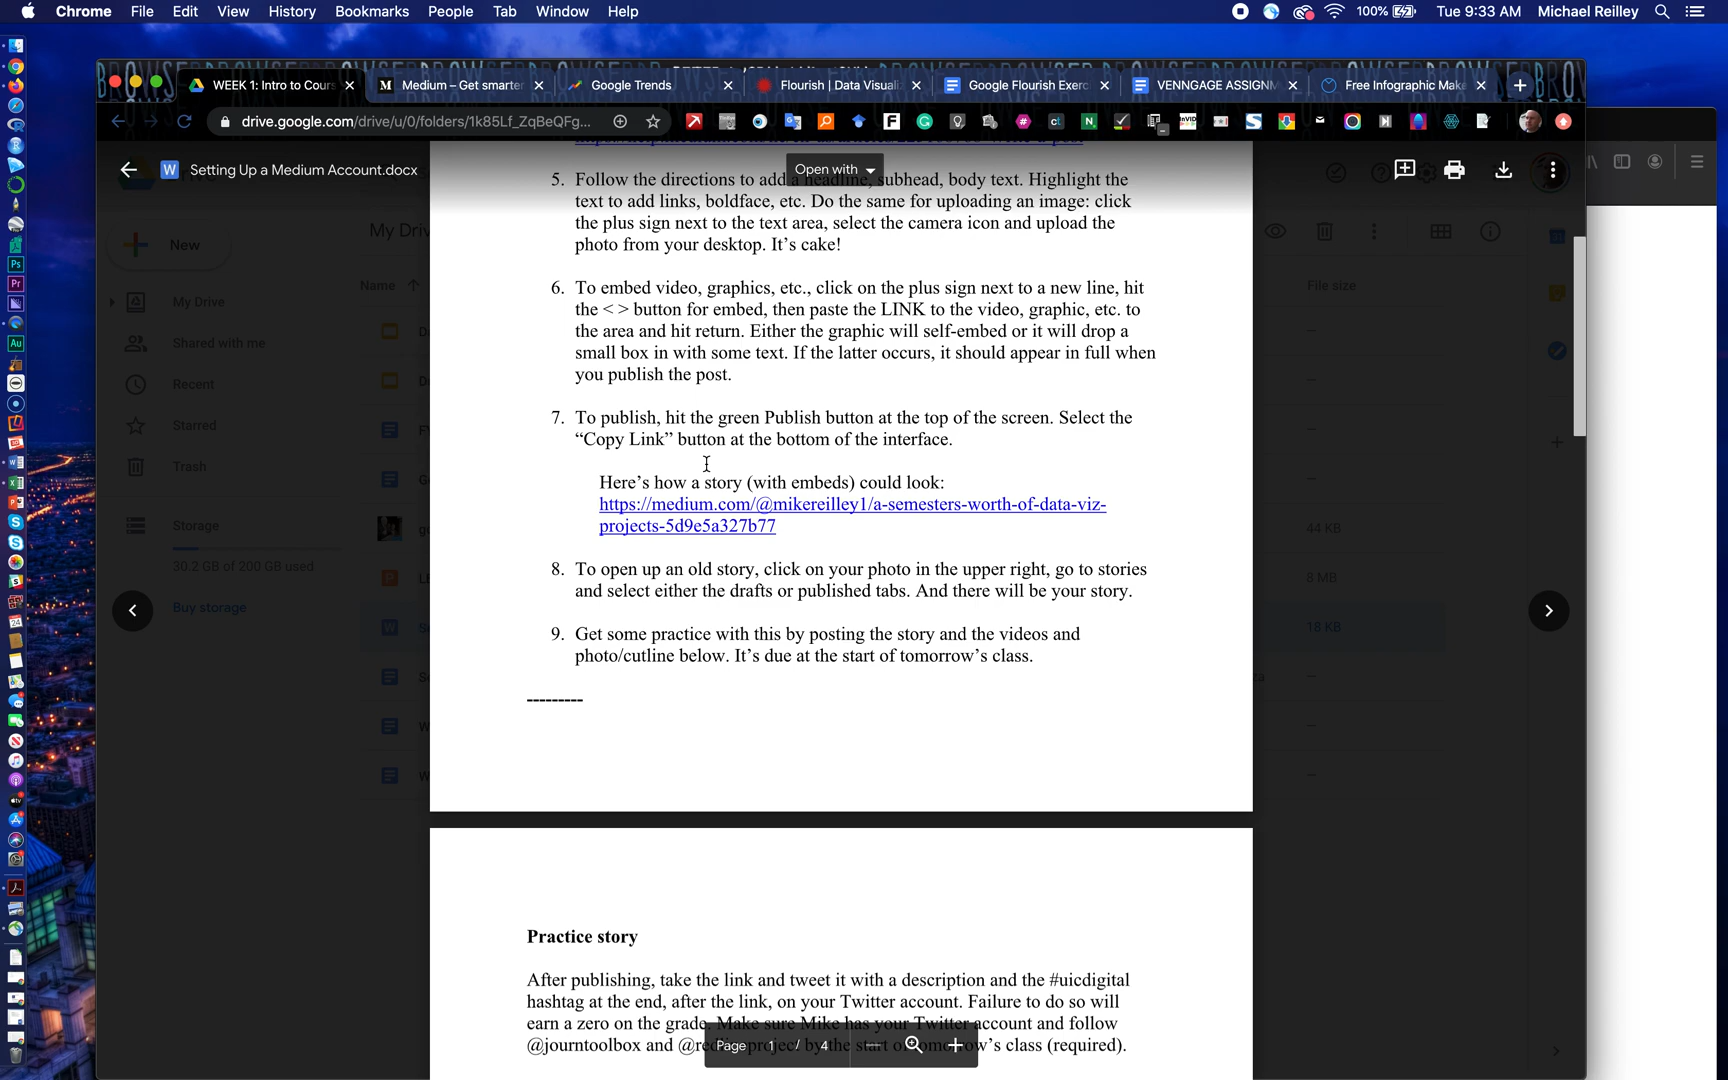 Chrome File Edit View History Bookmarks People Tab Window Help
100% Tue 9:33 AM Michael Reilley
WEEK 1: Intro to Cours
Medium – Get smarter
Google Trends
Flourish | Data Visuali
Google Flourish Exerc
VENNGAGE ASSIGNM
Free Infographic Make
drive.google.com/drive/u/0/folders/1k85Lf_ZqBeQFg...
Setting Up a Medium Account.docx
Open with
New
My Driv
Name
File size
My Drive
Shared with me
Recent
Starred
Trash
Storage
30.2 GB of 200 GB used
Buy storage
44 KB
8 MB
18 KB
5. Follow the directions to add a headline, subhead, body text. Highlight the
text to add links, boldface, etc. Do the same for uploading an image: click
the plus sign next to the text area, select the camera icon and upload the
photo from your desktop. It’s cake!
6. To embed video, graphics, etc., click on the plus sign next to a new line, hit
the < > button for embed, then paste the LINK to the video, graphic, etc. to
the area and hit return. Either the graphic will self-embed or it will drop a
small box in with some text. If the latter occurs, it should appear in full when
you publish the post.
7. To publish, hit the green Publish button at the top of the screen. Select the
“Copy Link” button at the bottom of the interface.
Here’s how a story (with embeds) could look:
https://medium.com/@mikereilley1/a-semesters-worth-of-data-viz-
projects-5d9e5a327b77
8. To open up an old story, click on your photo in the upper right, go to stories
and select either the drafts or published tabs. And there will be your story.
9. Get some practice with this by posting the story and the videos and
photo/cutline below. It’s due at the start of tomorrow’s class.
---------
Practice story
After publishing, take the link and tweet it with a description and the #uicdigital
hashtag at the end, after the link, on your Twitter account. Failure to do so will
earn a zero on the grade. Make sure Mike has your Twitter account and follow
@journtoolbox and @redlineproject by the start of tomorrow’s class (required).
Page 1 / 4